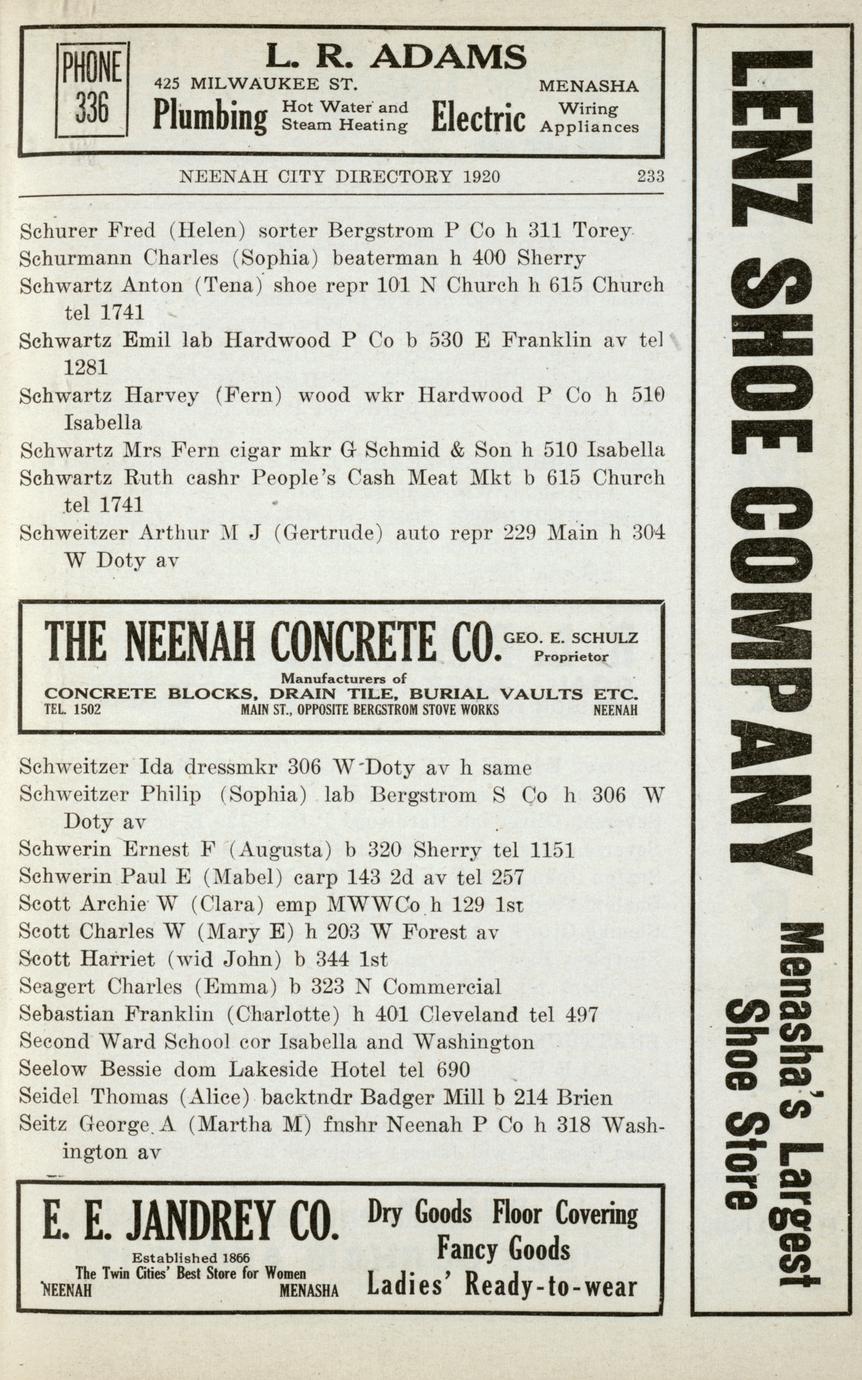 PHONE
336
L. R. ADAMS
425 MILWAUKEE ST. MENASHA
Plumbing Hot Water and Steam Heating Electric Wiring Appliances
NEENAH CITY DIRECTORY 1920 233
Schurer Fred (Helen) sorter Bergstrom P Co h 311 Torey
Schurmann Charles (Sophia) beaterman h 400 Sherry
Schwartz Anton (Tena) shoe repr 101 N Church h 615 Church
tel 1741
Schwartz Emil lab Hardwood P Co b 530 E Franklin av tel
1281
Schwartz Harvey (Fern) wood wkr Hardwood P Co h 510
Isabella
Schwartz Mrs Fern cigar mkr G Schmid & Son h 510 Isabella
Schwartz Ruth cashr People's Cash Meat Mkt b 615 Church
tel 1741
Schweitzer Arthur M J (Gertrude) auto repr 229 Main h 304
W Doty av
THE NEENAH CONCRETE CO. GEO. E. SCHULZ
Proprietor
Manufacturers of
CONCRETE BLOCKS, DRAIN TILE, BURIAL VAULTS ETC.
TEL. 1502 MAIN ST., OPPOSITE BERGSTROM STOVE WORKS NEENAH
Schweitzer Ida dressmkr 306 W Doty av h same
Schweitzer Philip (Sophia) lab Bergstrom S Co h 306 W
Doty av
Schwerin Ernest F (Augusta) b 320 Sherry tel 1151
Schwerin Paul E (Mabel) carp 143 2d av tel 257
Scott Archie W (Clara) emp MWWCo h 129 1st
Scott Charles W (Mary E) h 203 W Forest av
Scott Harriet (wid John) b 344 1st
Seagert Charles (Emma) b 323 N Commercial
Sebastian Franklin (Charlotte) h 401 Cleveland tel 497
Second Ward School cor Isabella and Washington
Seelow Bessie dom Lakeside Hotel tel 690
Seidel Thomas (Alice) backtndr Badger Mill b 214 Brien
Seitz George A (Martha M) fnshr Neenah P Co h 318 Wash-
ington av
E. E. JANDREY CO.
Established 1866
The Twin Cities' Best Store for Women
NEENAH MENASHA
Dry Goods Floor Covering
Fancy Goods
Ladies' Ready-to-wear
LENZ SHOE COMPANY
Menasha's Largest
Shoe Store